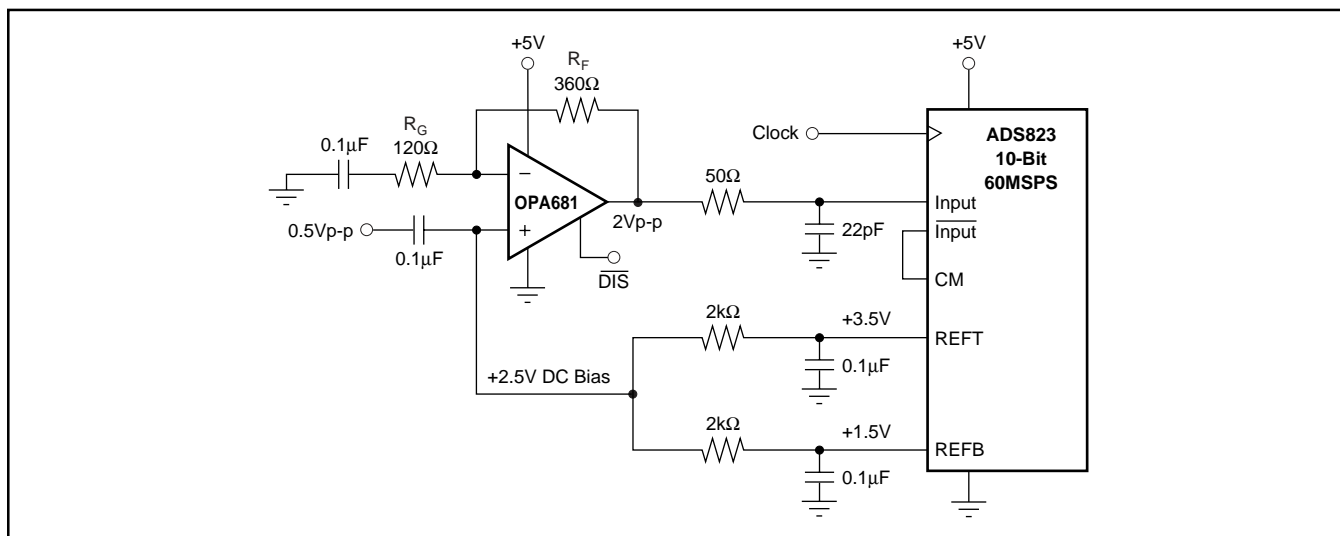 +5V
R_F
360Ω
R_G
120Ω
0.1µF
−
OPA681
+
0.5Vp-p
0.1µF
2Vp-p
DIS
50Ω
22pF
+5V
Clock
ADS823
10-Bit
60MSPS
Input
Input
CM
2kΩ
+3.5V
REFT
0.1µF
+2.5V DC Bias
2kΩ
+1.5V
REFB
0.1µF